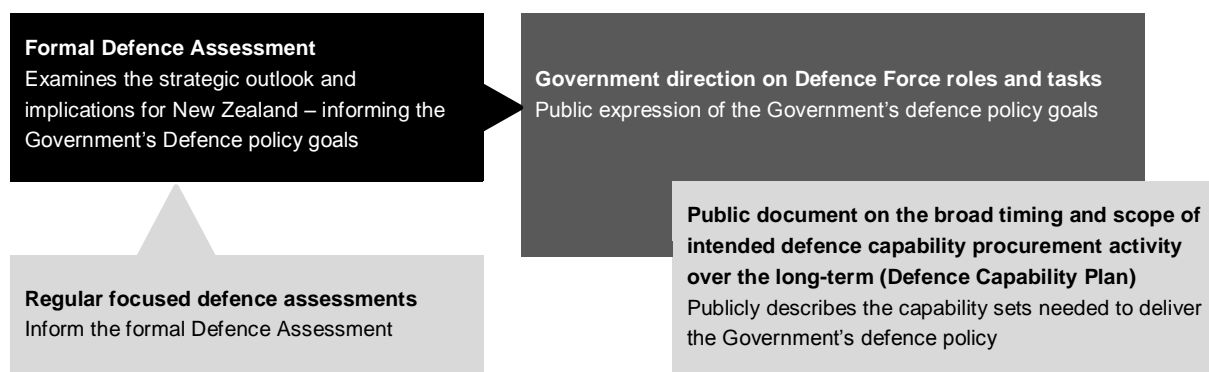 Formal Defence Assessment
Examines the strategic outlook and
implications for New Zealand – informing the
Government’s Defence policy goals
Government direction on Defence Force roles and tasks
Public expression of the Government’s defence policy goals
Regular focused defence assessments
Inform the formal Defence Assessment
Public document on the broad timing and scope of
intended defence capability procurement activity
over the long-term (Defence Capability Plan)
Publicly describes the capability sets needed to deliver
the Government’s defence policy